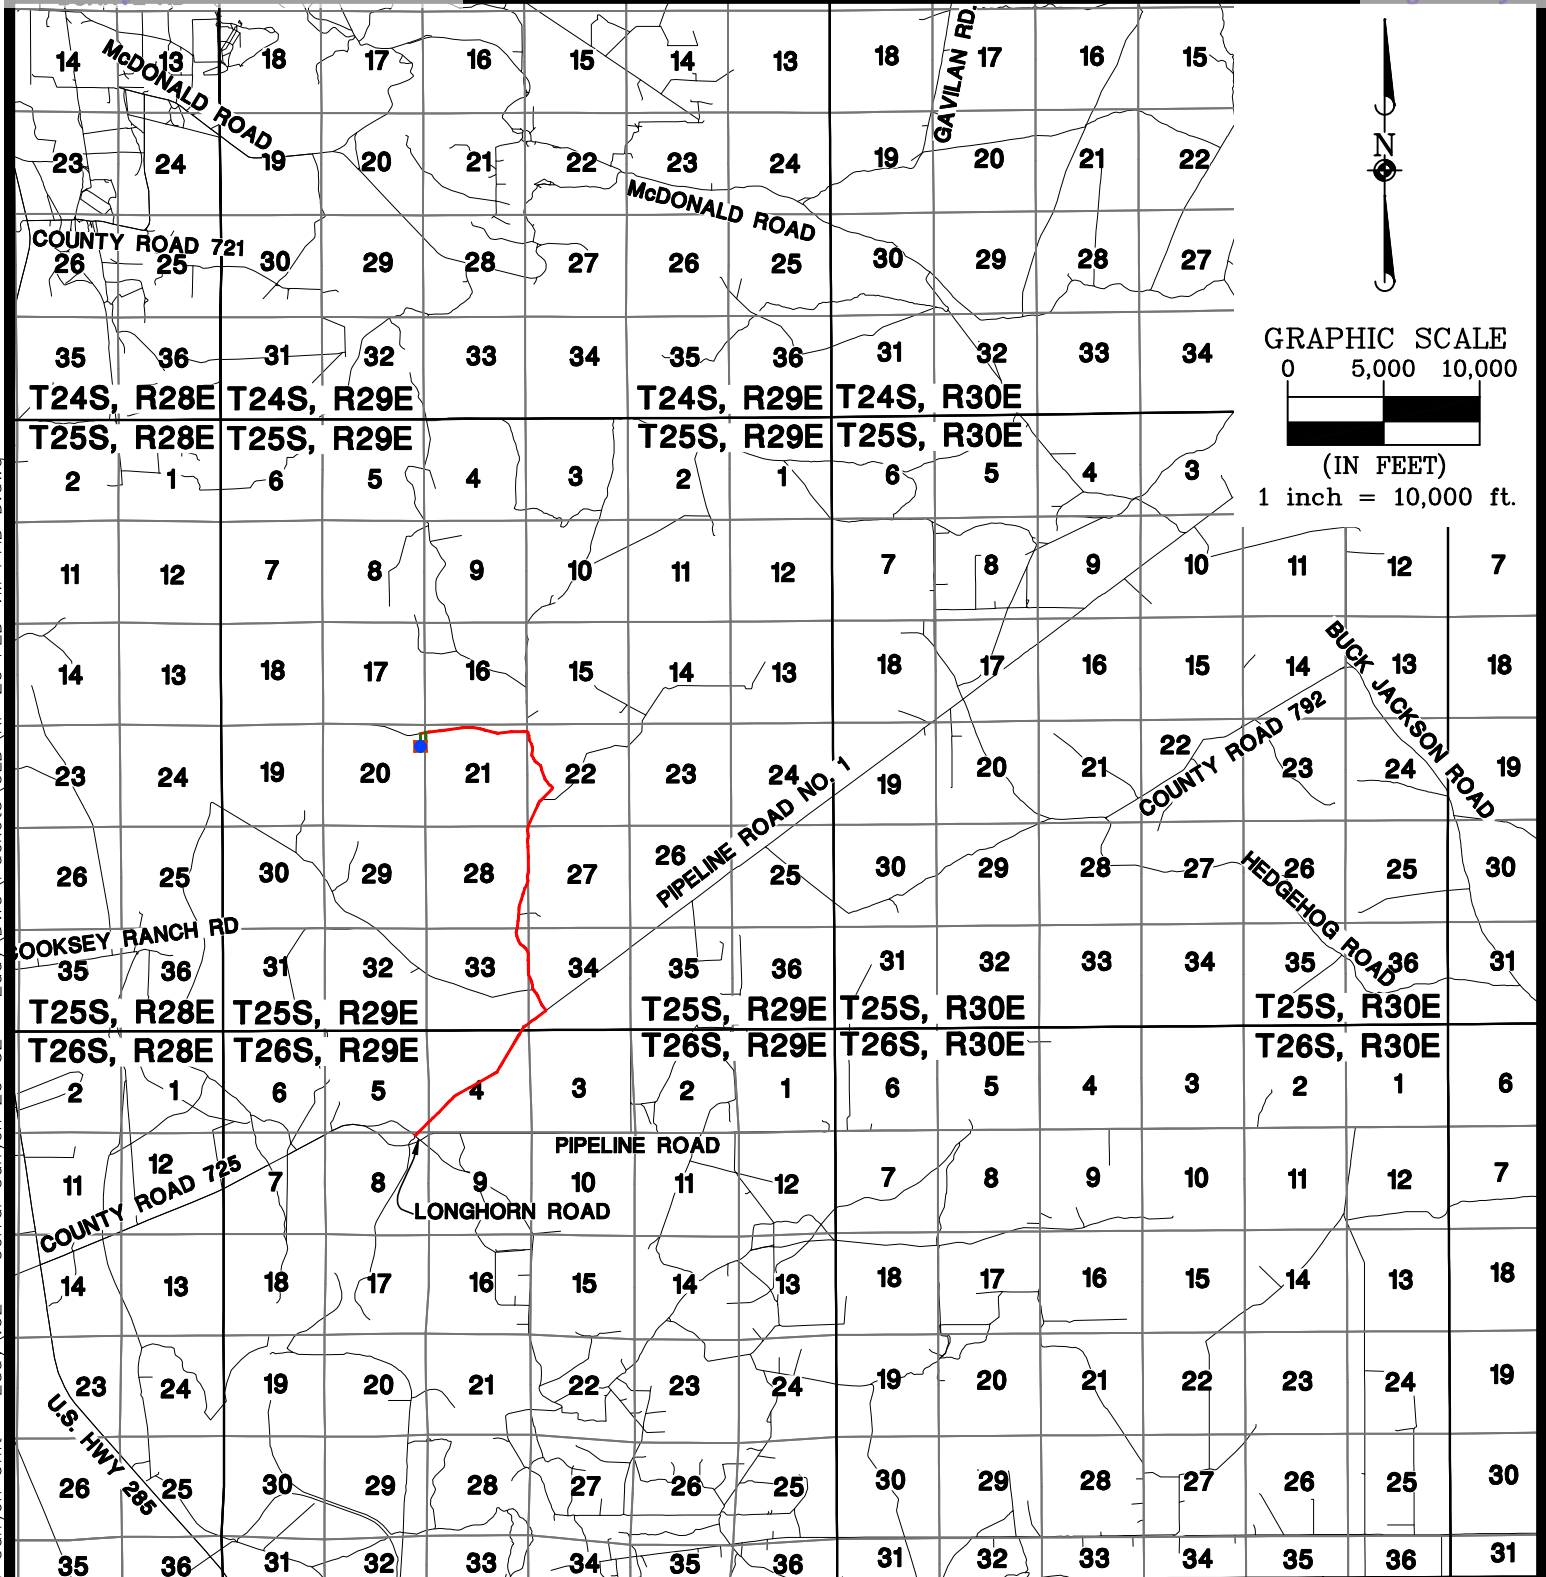 14 13 18 17 16 15 14 13 18 17 16 15
McDONALD ROAD
GAVILAN RD.
N
23 24 19 20 21 22 23 24 19 20 21 22
McDONALD ROAD
COUNTY ROAD 721
26 25 30 29 28 27 26 25 30 29 28 27
GRAPHIC SCALE
0 5,000 10,000
(IN FEET)
1 inch = 10,000 ft.
35 36 31 32 33 34 35 36 31 32 33 34
T24S, R28E T24S, R29E T24S, R29E T24S, R30E
T25S, R28E T25S, R29E T25S, R29E T25S, R30E
2 1 6 5 4 3 2 1 6 5 4 3
11 12 7 8 9 10 11 12 7 8 9 10 11 12 7
14 13 18 17 16 15 14 13 18 17 16 15 14 13 18
BUCK JACKSON ROAD
COUNTY ROAD 792
23 24 19 20 21 22 23 24 19 20 21 22 23 24 19
PIPELINE ROAD NO. 1
26 25 30 29 28 27 26 25 30 29 28 27 26 25 30
HEDGEHOG ROAD
COOKSEY RANCH RD
35 36 31 32 33 34 35 36 31 32 33 34 35 36 31
T25S, R28E T25S, R29E T25S, R29E T25S, R30E T25S, R30E
T26S, R28E T26S, R29E T26S, R29E T26S, R30E T26S, R30E
2 1 6 5 4 3 2 1 6 5 4 3 2 1 6
PIPELINE ROAD
11 12 7 8 9 10 11 12 7 8 9 10 11 12 7
COUNTY ROAD 725
LONGHORN ROAD
14 13 18 17 16 15 14 13 18 17 16 15 14 13 18
23 24 19 20 21 22 23 24 19 20 21 22 23 24 19
U.S. HWY 285
26 25 30 29 28 27 26 25 30 29 28 27 26 25 30
35 36 31 32 33 34 35 36 31 32 33 34 35 36 31